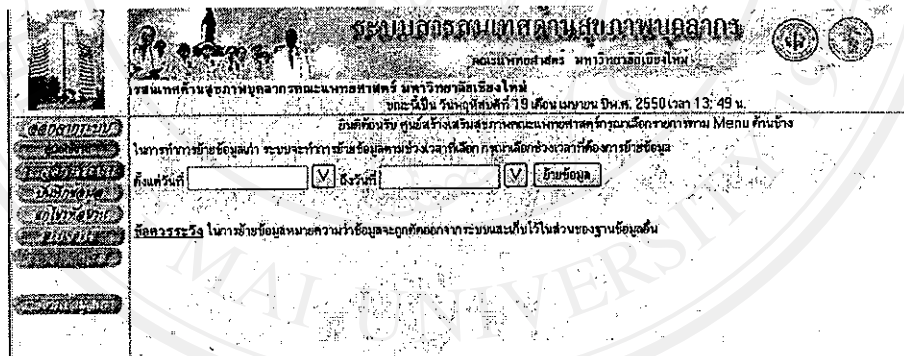 ระบบสารสนเทศด้านสุขภาพบุคลากร
คณะแพทยศาสตร์ มหาวิทยาลัยเชียงใหม่
รสนเทศด้านสุขภาพบุคลากรคณะแพทยศาสตร์ มหาวิทยาลัยเชียงใหม่
ขณะนี้เป็น วันพฤหัสบดีที่ 19 เดือน เมษายน ปีพ.ศ. 2550 เวลา 13: 49 น.
ยินดีต้อนรับ ศูนย์สร้างเสริมสุขภาพคณะแพทยศาสตร์กรุณาเลือกรายการตาม Menu ด้านข้าง
ออกจากระบบ
ในการทำการย้ายข้อมูลเก่า ระบบจะทำการย้ายข้อมูลตามช่วงเวลาที่เลือก กรุณาเลือกช่วงเวลาที่ต้องการย้ายข้อมูล
ตั้งแต่วันที่ V ถึงวันที่ V ย้ายข้อมูล
บันทึกข้อมูล
ข้อควรระวัง ในการย้ายข้อมูลหมายความว่าข้อมูลจะถูกตัดออกจากระบบและเก็บไว้ในส่วนของฐานข้อมูลอื่น
MAI UNIVERS